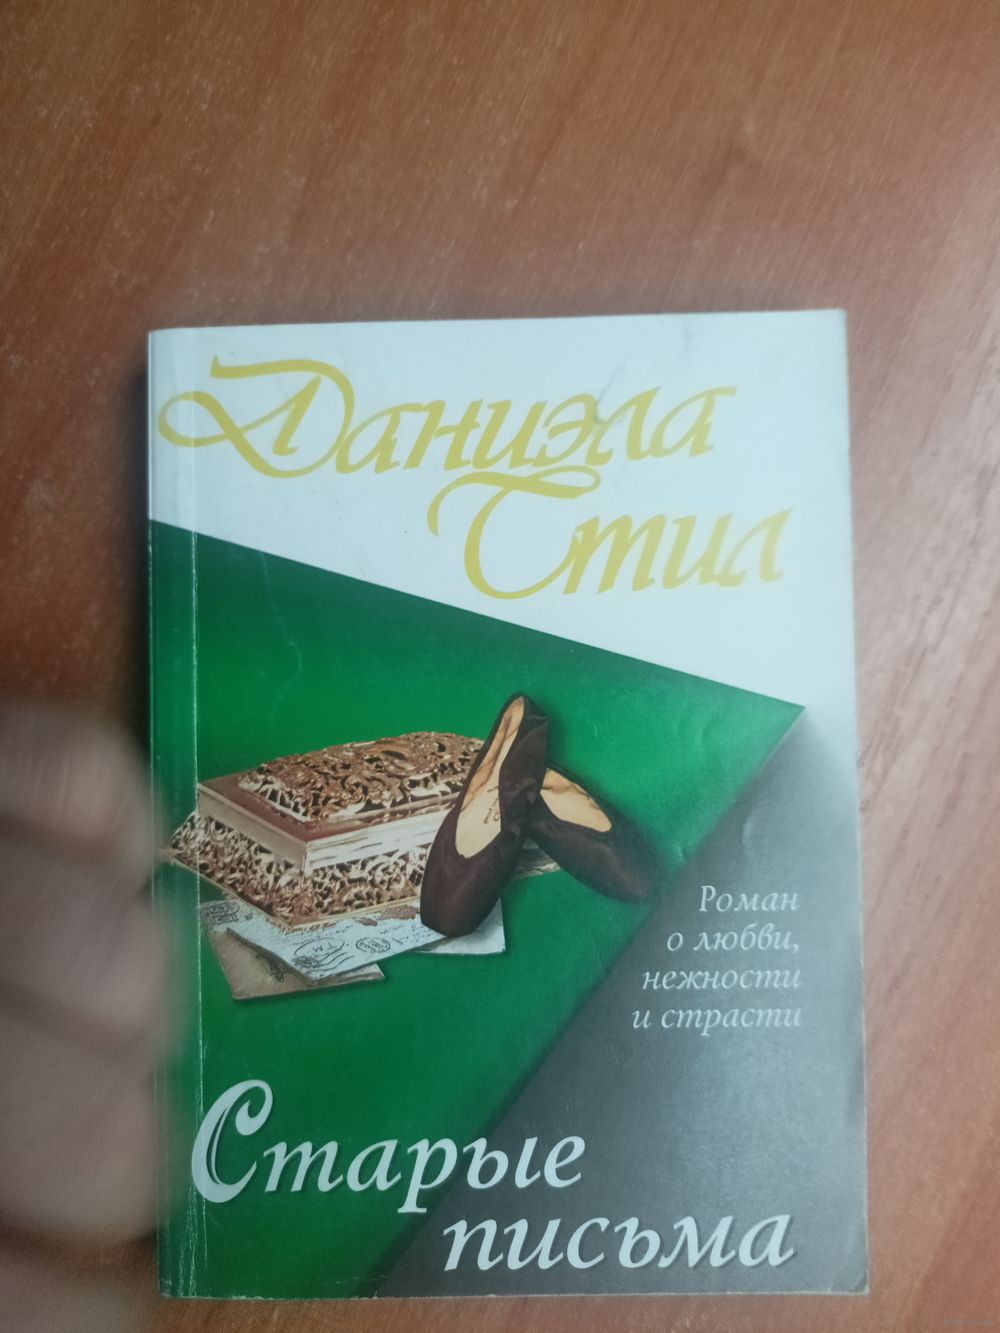 Даниэла
Стил
Роман
о любви,
нежности
и страсти
Старые
письма